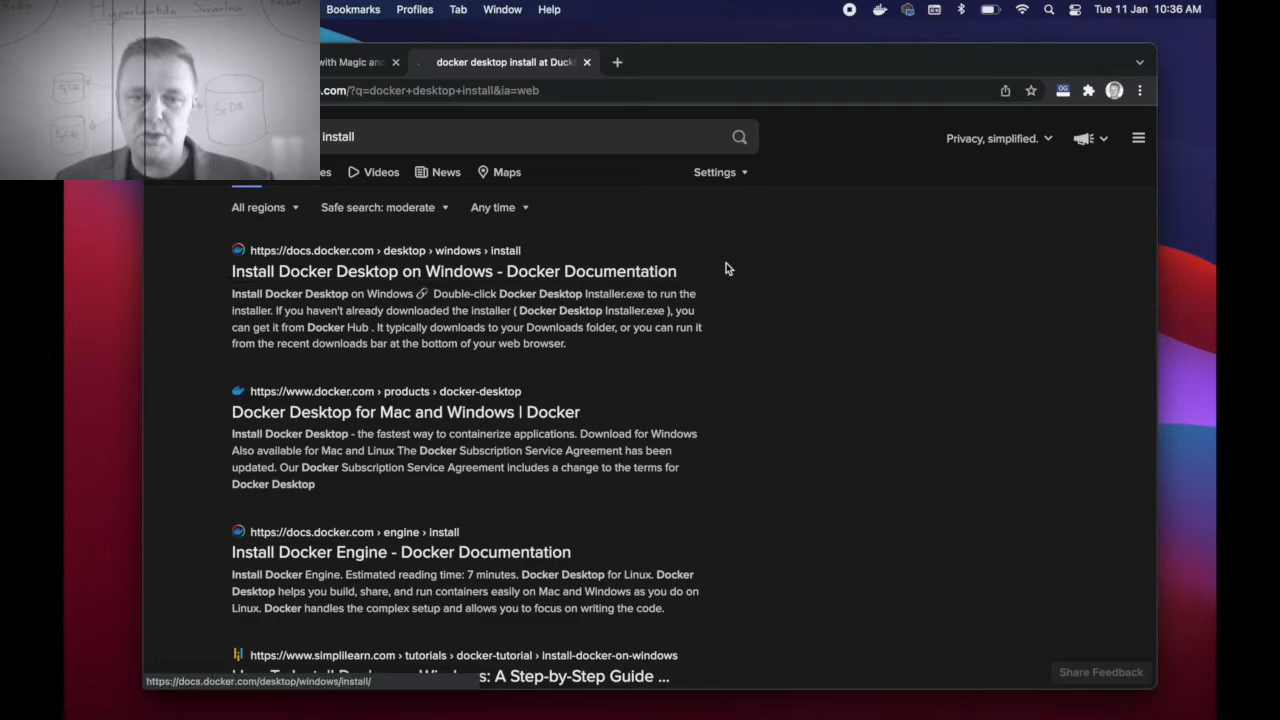 Bookmarks Profiles Tab Window Help Tue 11 Jan 10:36 AM
Hyperlambda Serverless
with Magic and docker desktop install at Duck
.com/?q=docker+desktop+install&ia=web
install
Privacy, simplified.
es Videos News Maps Settings
All regions Safe search: moderate Any time
https://docs.docker.com › desktop › windows › install
Install Docker Desktop on Windows - Docker Documentation
Install Docker Desktop on Windows Double-click Docker Desktop Installer.exe to run the
installer. If you haven't already downloaded the installer ( Docker Desktop Installer.exe ), you
can get it from Docker Hub . It typically downloads to your Downloads folder, or you can run it
from the recent downloads bar at the bottom of your web browser.
https://www.docker.com › products › docker-desktop
Docker Desktop for Mac and Windows | Docker
Install Docker Desktop - the fastest way to containerize applications. Download for Windows
Also available for Mac and Linux The Docker Subscription Service Agreement has been
updated. Our Docker Subscription Service Agreement includes a change to the terms for
Docker Desktop
https://docs.docker.com › engine › install
Install Docker Engine - Docker Documentation
Install Docker Engine. Estimated reading time: 7 minutes. Docker Desktop for Linux. Docker
Desktop helps you build, share, and run containers easily on Mac and Windows as you do on
Linux. Docker handles the complex setup and allows you to focus on writing the code.
https://www.simplilearn.com › tutorials › docker-tutorial › install-docker-on-windows
s: A Step-by-Step Guide ...
Share Feedback
https://docs.docker.com/desktop/windows/install/